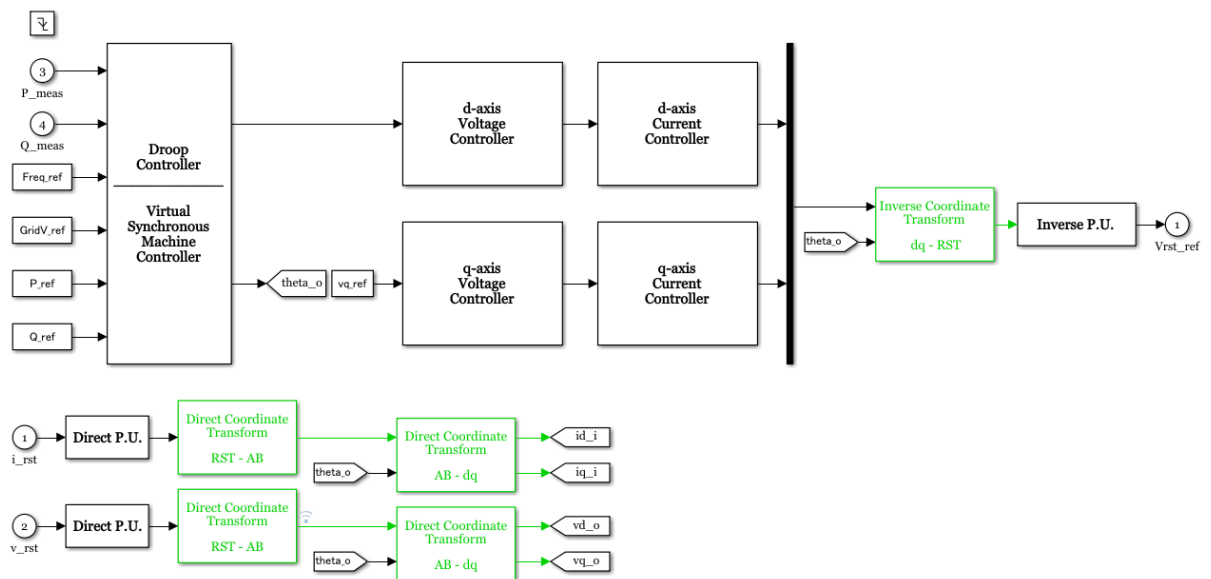 3
P_meas
4
Q_meas
Freq_ref
GridV_ref
P_ref
Q_ref
Droop
Controller
Virtual
Synchronous
Machine
Controller
theta_o
vq_ref
d-axis
Voltage
Controller
d-axis
Current
Controller
q-axis
Voltage
Controller
q-axis
Current
Controller
theta_o
Inverse Coordinate
Transform
dq - RST
Inverse P.U.
1
Vrst_ref
1
i_rst
Direct P.U.
Direct Coordinate
Transform
RST - AB
theta_o
Direct Coordinate
Transform
AB - dq
id_i
iq_i
2
v_rst
Direct P.U.
Direct Coordinate
Transform
RST - AB
theta_o
Direct Coordinate
Transform
AB - dq
vd_o
vq_o